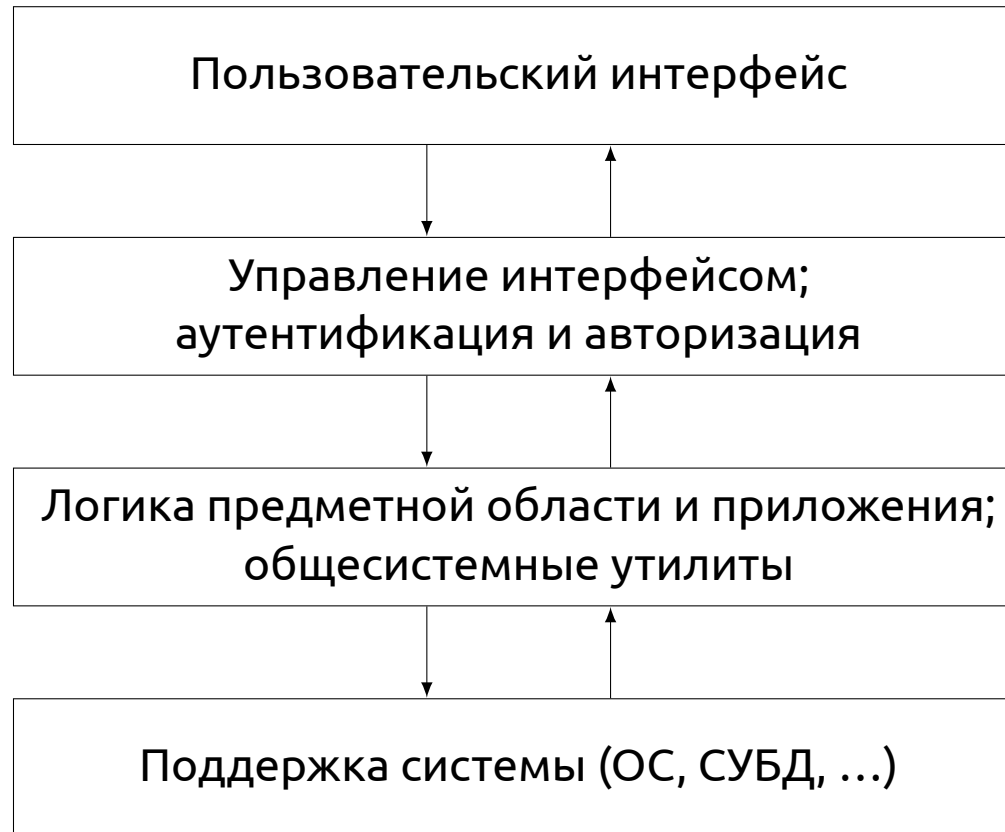 Пользовательский интерфейс
Управление интерфейсом;
аутентификация и авторизация
Логика предметной области и приложения;
общесистемные утилиты
Поддержка системы (ОС, СУБД, …)